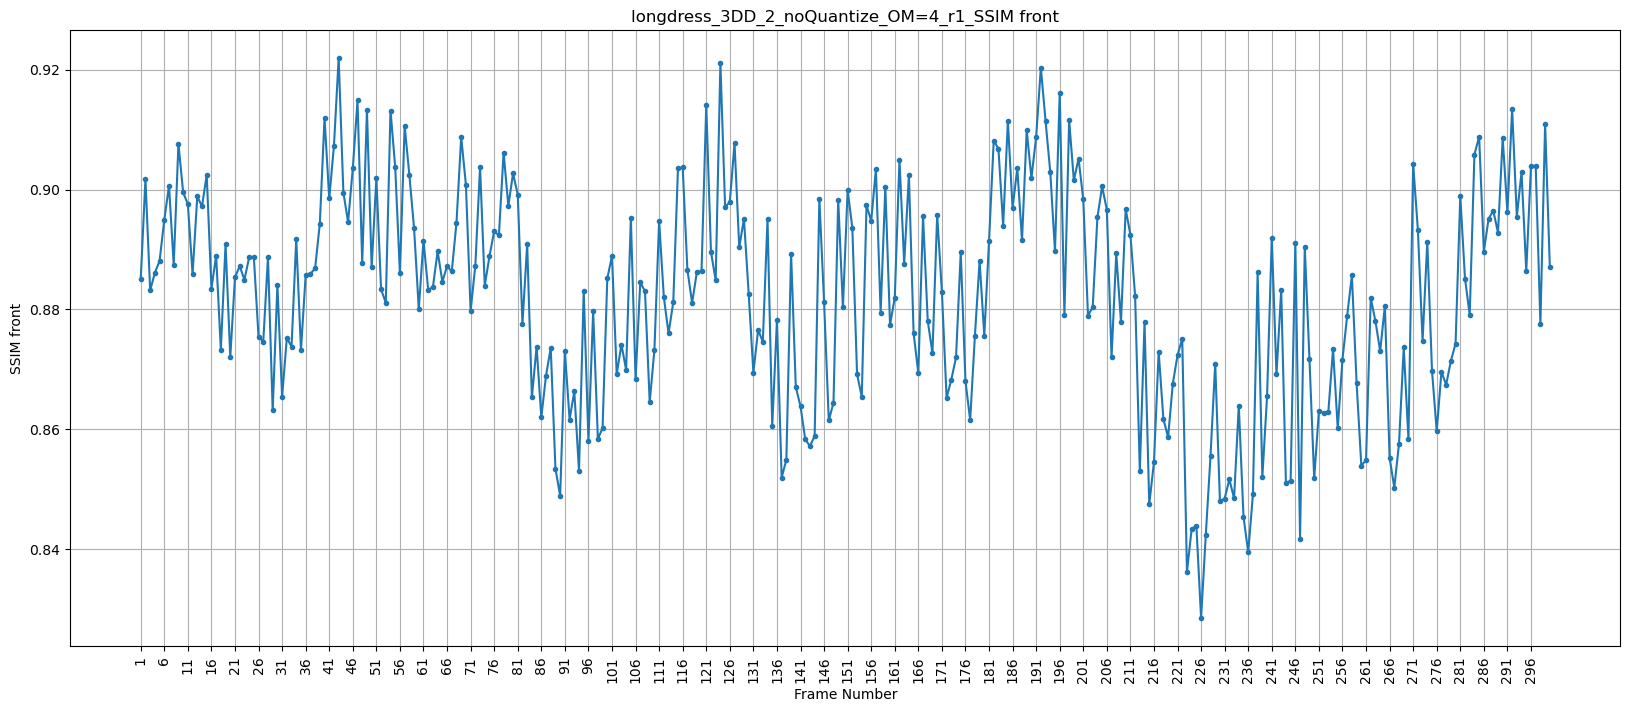 longdress_3DD_2_noQuantize_OM=4_r1_SSIM front
SSIM front
0.92
0.90
0.88
0.86
0.84
1 6 11 16 21 26 31 36 41 46 51 56 61 66 71 76 81 86 91 96 101 106 111 116 121 126 131 136 141 146 151 156 161 166 171 176 181 186 191 196 201 206 211 216 221 226 231 236 241 246 251 256 261 266 271 276 281 286 291 296
Frame Number